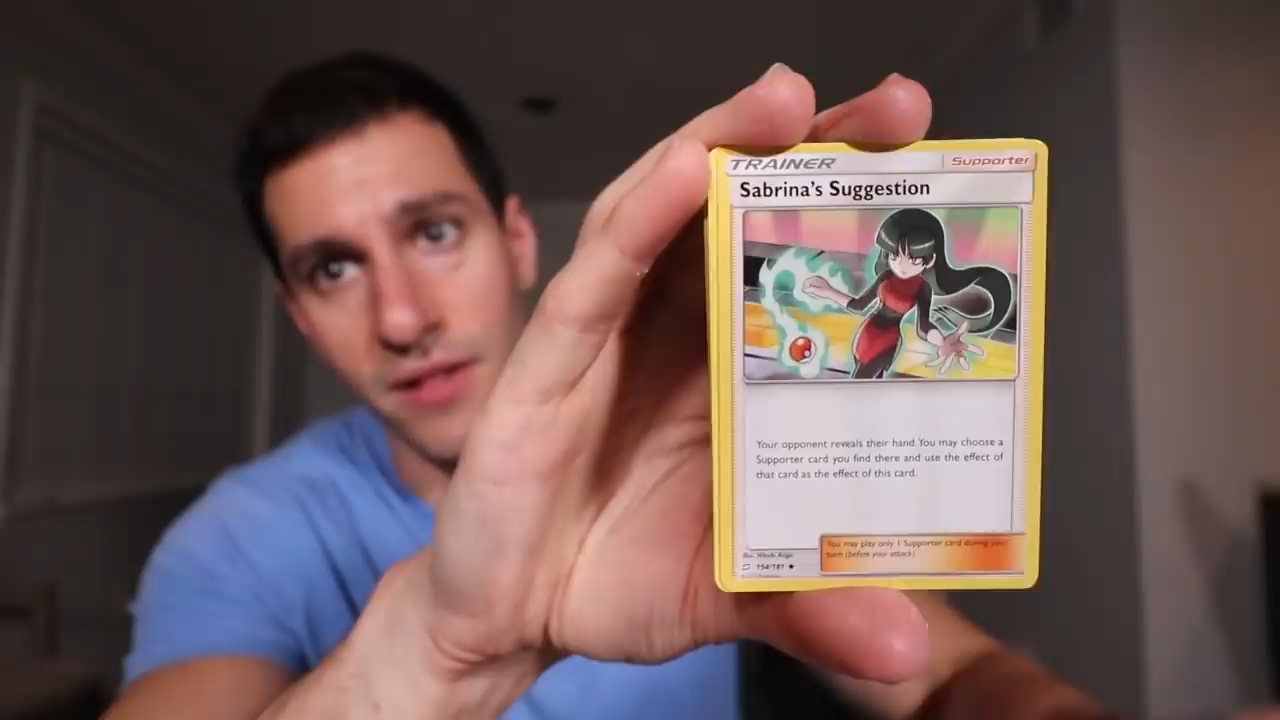 TRAINER Supporter
Sabrina's Suggestion
Your opponent reveals their hand. You may choose a
Supporter card you find there and use the effect of
that card as the effect of this card.
You may play only 1 Supporter card during your
turn (before your attack).
154/181